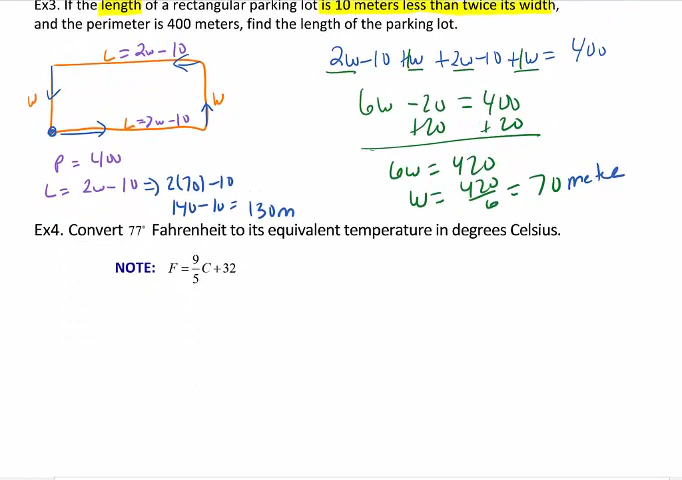 Ex3. If the length of a rectangular parking lot is 10 meters less than twice its width,
and the perimeter is 400 meters, find the length of the parking lot.
L = 2w - 10
w
w
L = 2w - 10
P = 400
L = 2w - 10 => 2(70) - 10
140 - 10 = 130m
2w - 10 + w + 2w - 10 + w = 400
6w - 20 = 400
+20 +20
6w = 420
w = 420/6 = 70 meter
Ex4. Convert 77° Fahrenheit to its equivalent temperature in degrees Celsius.
NOTE: F = 9/5 C + 32